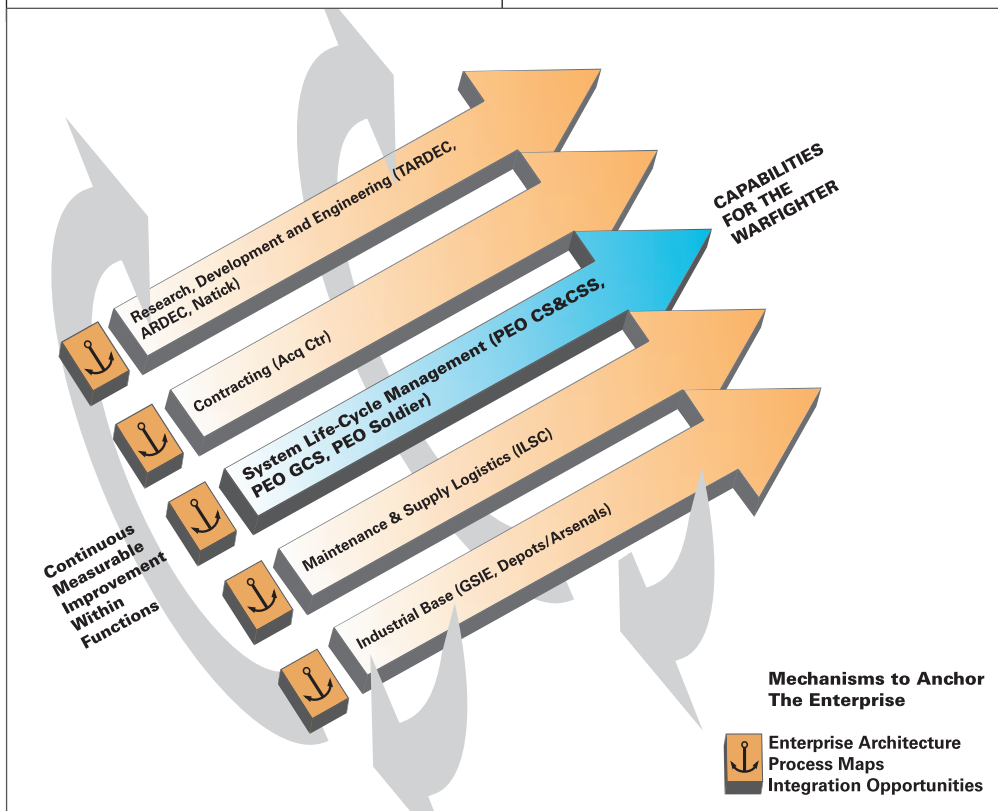 Research, Development and Engineering (TARDEC,
ARDEC, Natick)
Contracting (Acq Ctr)
System Life-Cycle Management (PEO CS&CSS,
PEO GCS, PEO Soldier)
Maintenance & Supply Logistics (ILSC)
Industrial Base (GSIE, Depots/Arsenals)
CAPABILITIES
FOR THE
WARFIGHTER
Continuous
Measurable
Improvement
Within
Functions
Mechanisms to Anchor
The Enterprise
Enterprise Architecture
Process Maps
Integration Opportunities